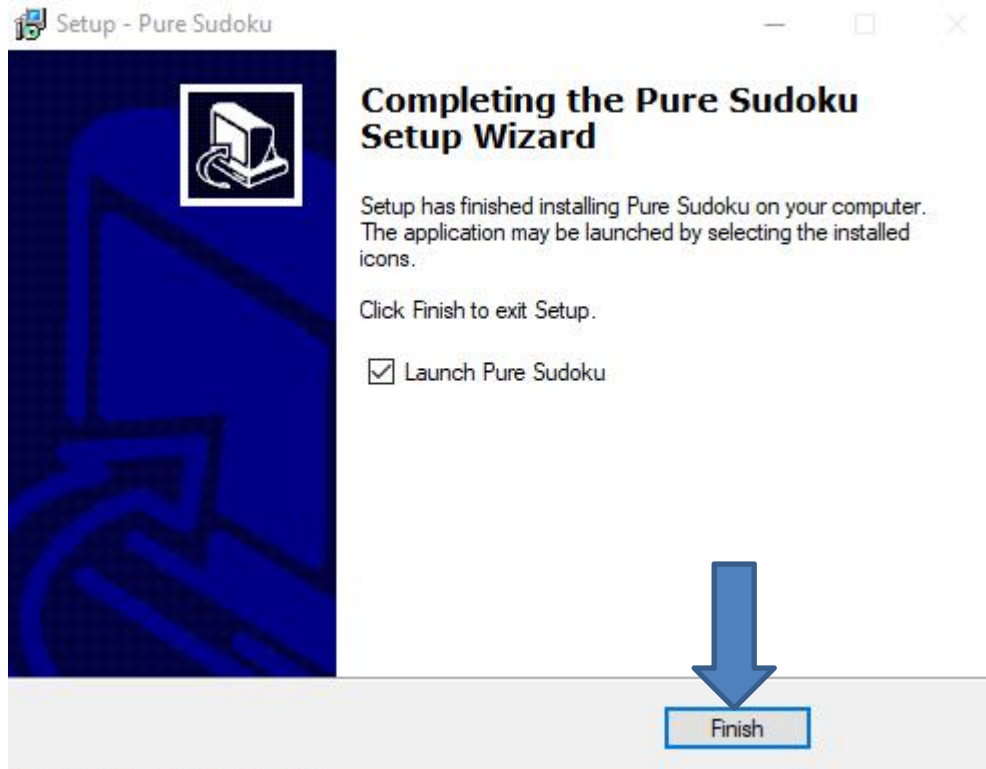 Setup - Pure Sudoku
Completing the Pure Sudoku
Setup Wizard
Setup has finished installing Pure Sudoku on your computer.
The application may be launched by selecting the installed
icons.
Click Finish to exit Setup.
Launch Pure Sudoku
Finish